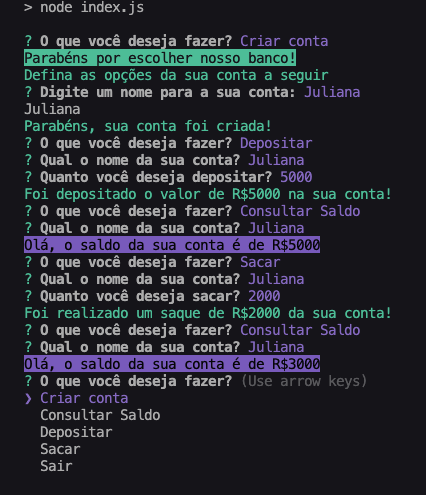 > node index.js
? O que você deseja fazer? Criar conta
Parabéns por escolher nosso banco!
Defina as opções da sua conta a seguir
? Digite um nome para a sua conta: Juliana
Juliana
Parabéns, sua conta foi criada!
? O que você deseja fazer? Depositar
? Qual o nome da sua conta? Juliana
? Quanto você deseja depositar? 5000
Foi depositado o valor de R$5000 na sua conta!
? O que você deseja fazer? Consultar Saldo
? Qual o nome da sua conta? Juliana
Olá, o saldo da sua conta é de R$5000
? O que você deseja fazer? Sacar
? Qual o nome da sua conta? Juliana
? Quanto você deseja sacar? 2000
Foi realizado um saque de R$2000 da sua conta!
? O que você deseja fazer? Consultar Saldo
? Qual o nome da sua conta? Juliana
Olá, o saldo da sua conta é de R$3000
? O que você deseja fazer? (Use arrow keys)
❯ Criar conta
Consultar Saldo
Depositar
Sacar
Sair